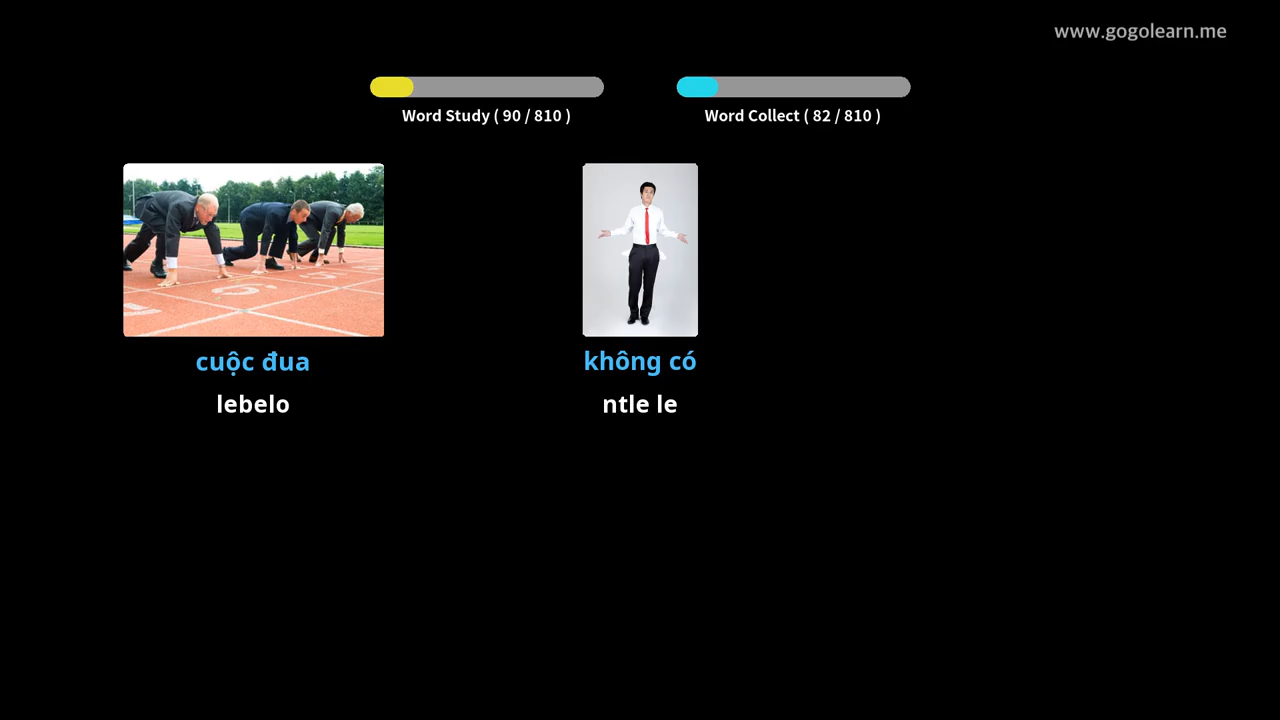 www.gogolearn.me
Word Study ( 90 / 810 )
Word Collect ( 82 / 810 )
cuộc đua
lebelo
không có
ntle le